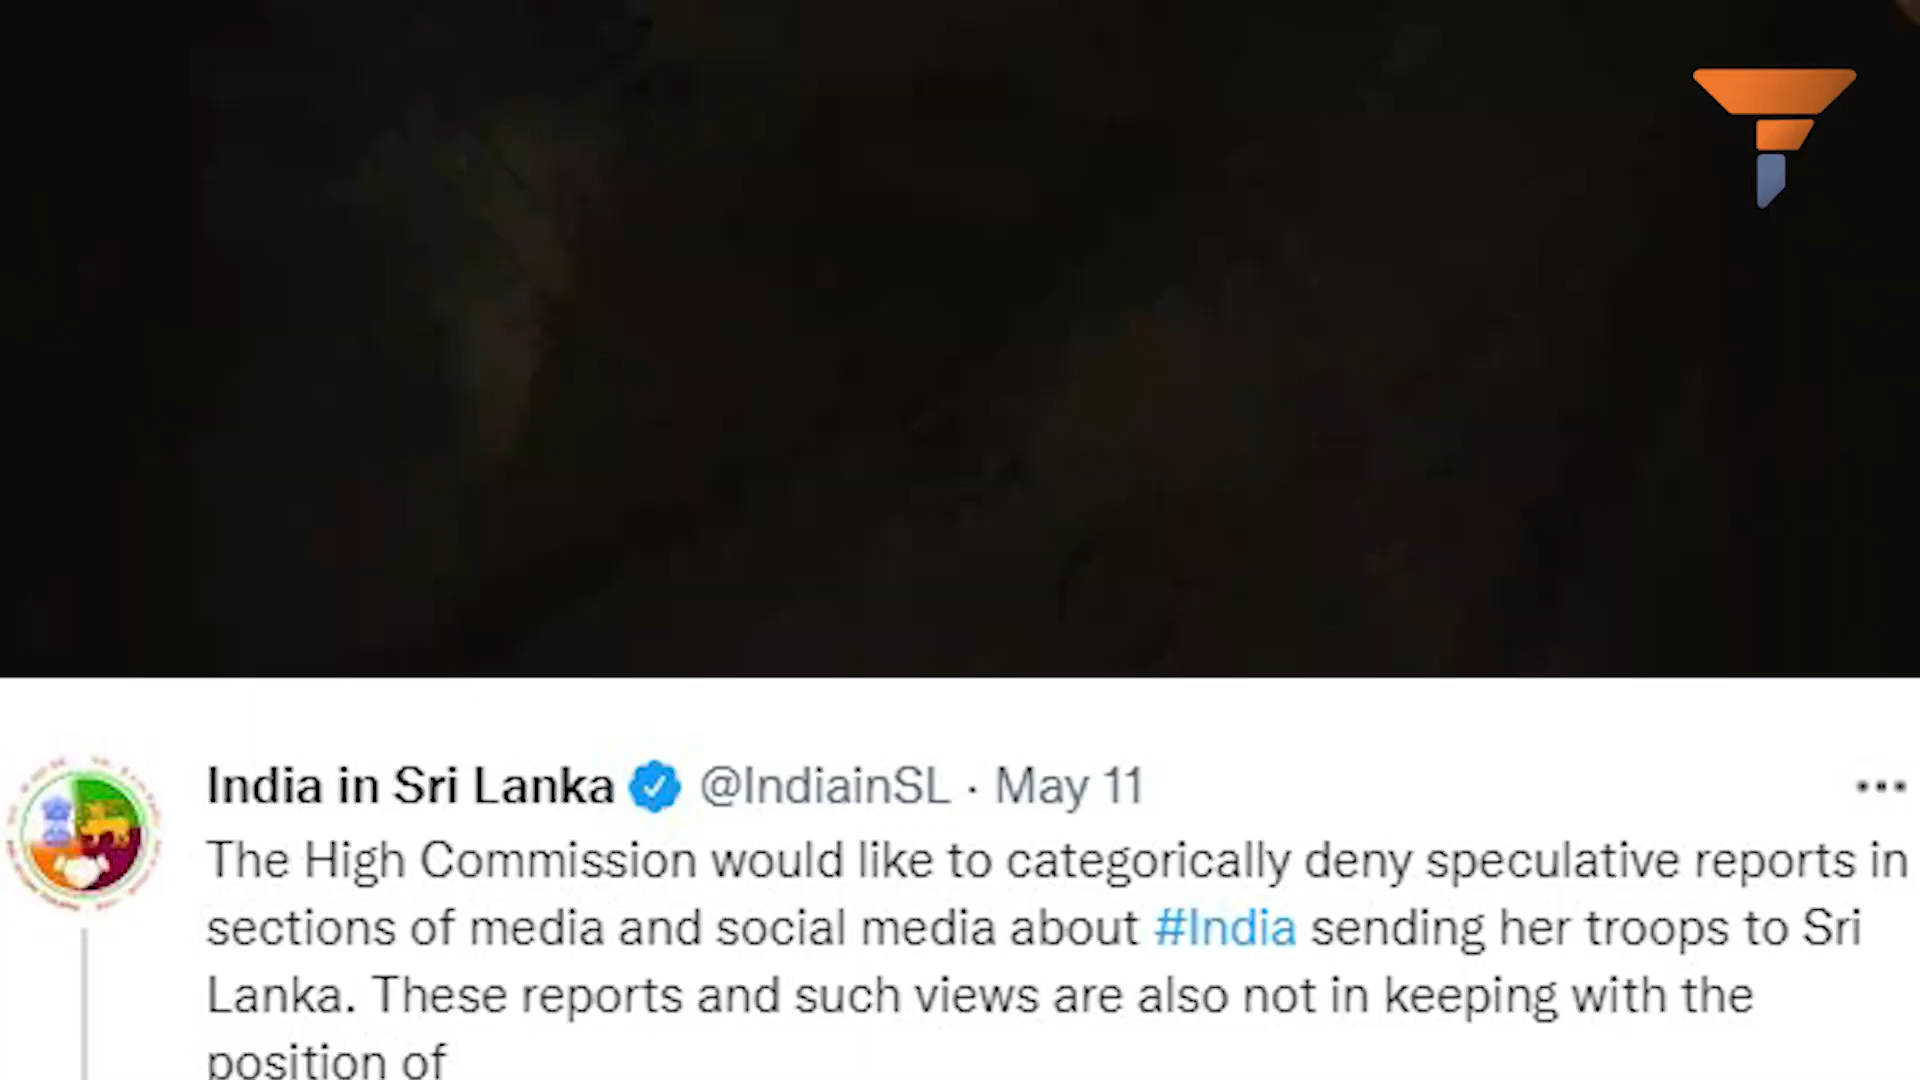 India in Sri Lanka @IndiainSL · May 11
The High Commission would like to categorically deny speculative reports in
sections of media and social media about #India sending her troops to Sri
Lanka. These reports and such views are also not in keeping with the
position of